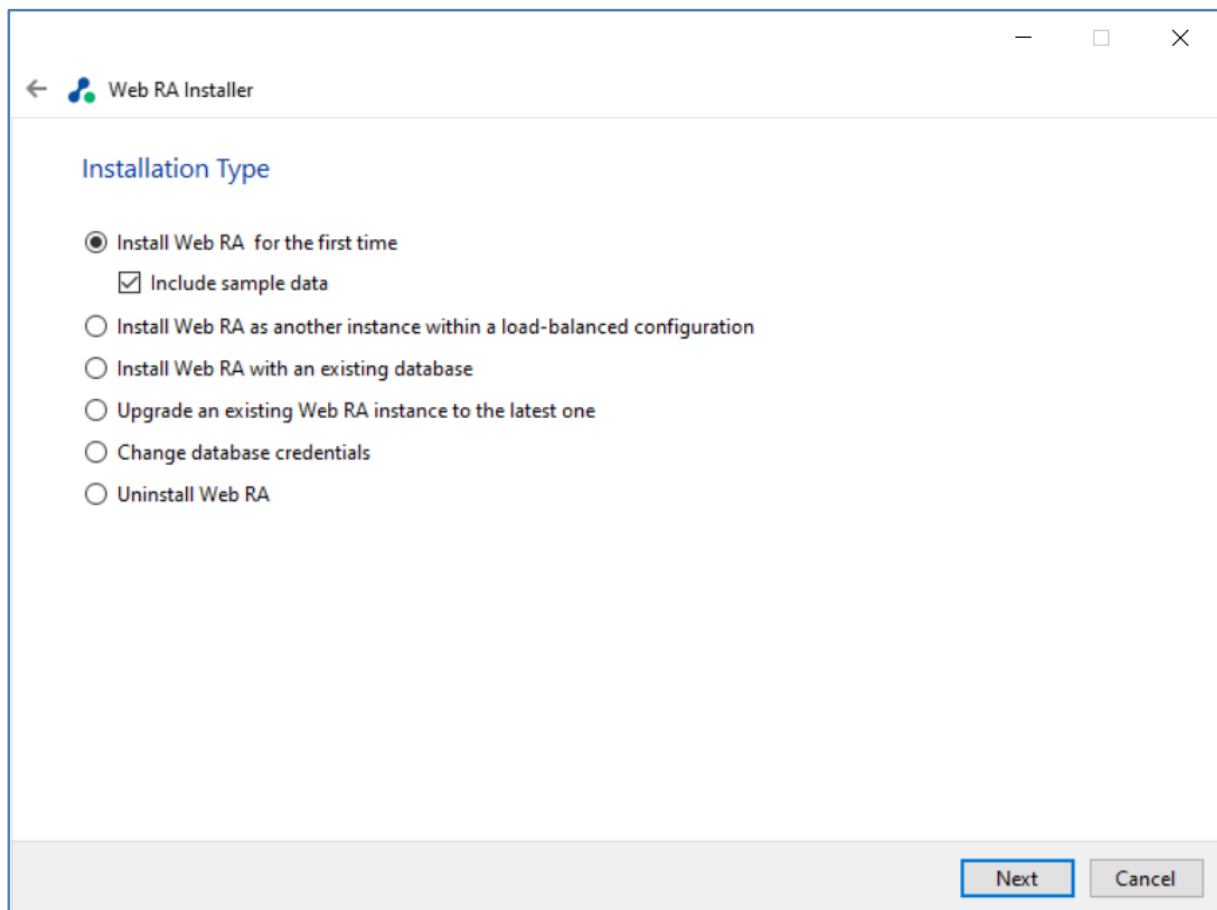 Web RA Installer
Installation Type
Install Web RA  for the first time
Include sample data
Install Web RA as another instance within a load-balanced configuration
Install Web RA with an existing database
Upgrade an existing Web RA instance to the latest one
Change database credentials
Uninstall Web RA
Next
Cancel